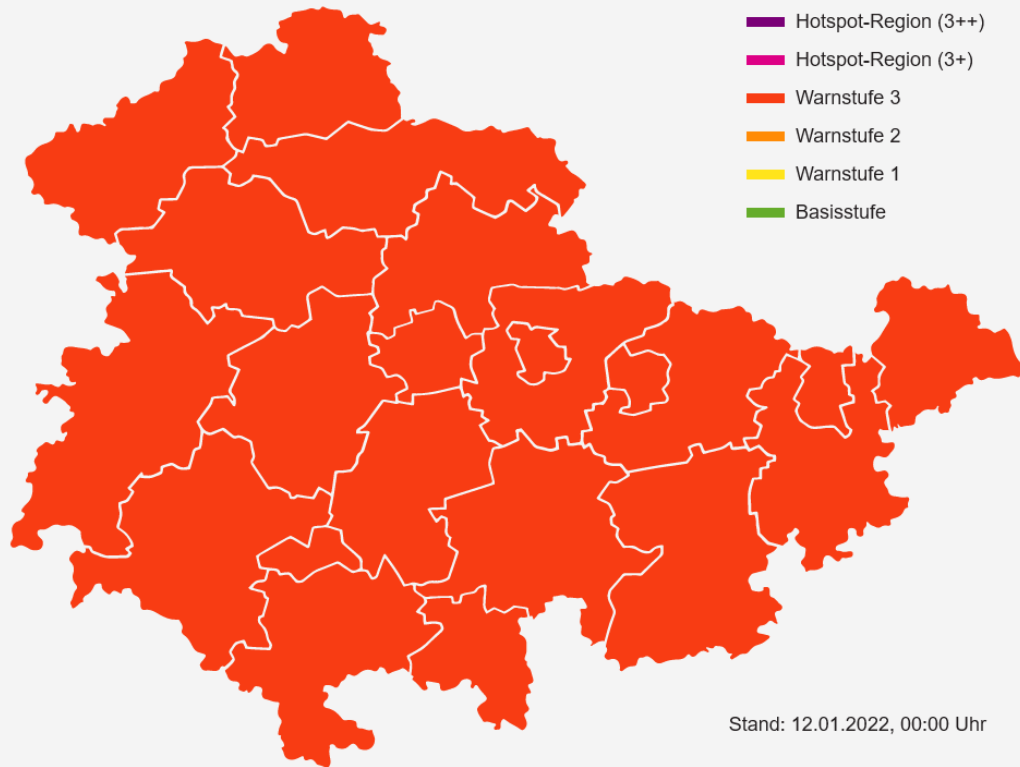 Hotspot-Region (3++)
Hotspot-Region (3+)
Warnstufe 3
Warnstufe 2
Warnstufe 1
Basisstufe
Stand: 12.01.2022, 00:00 Uhr